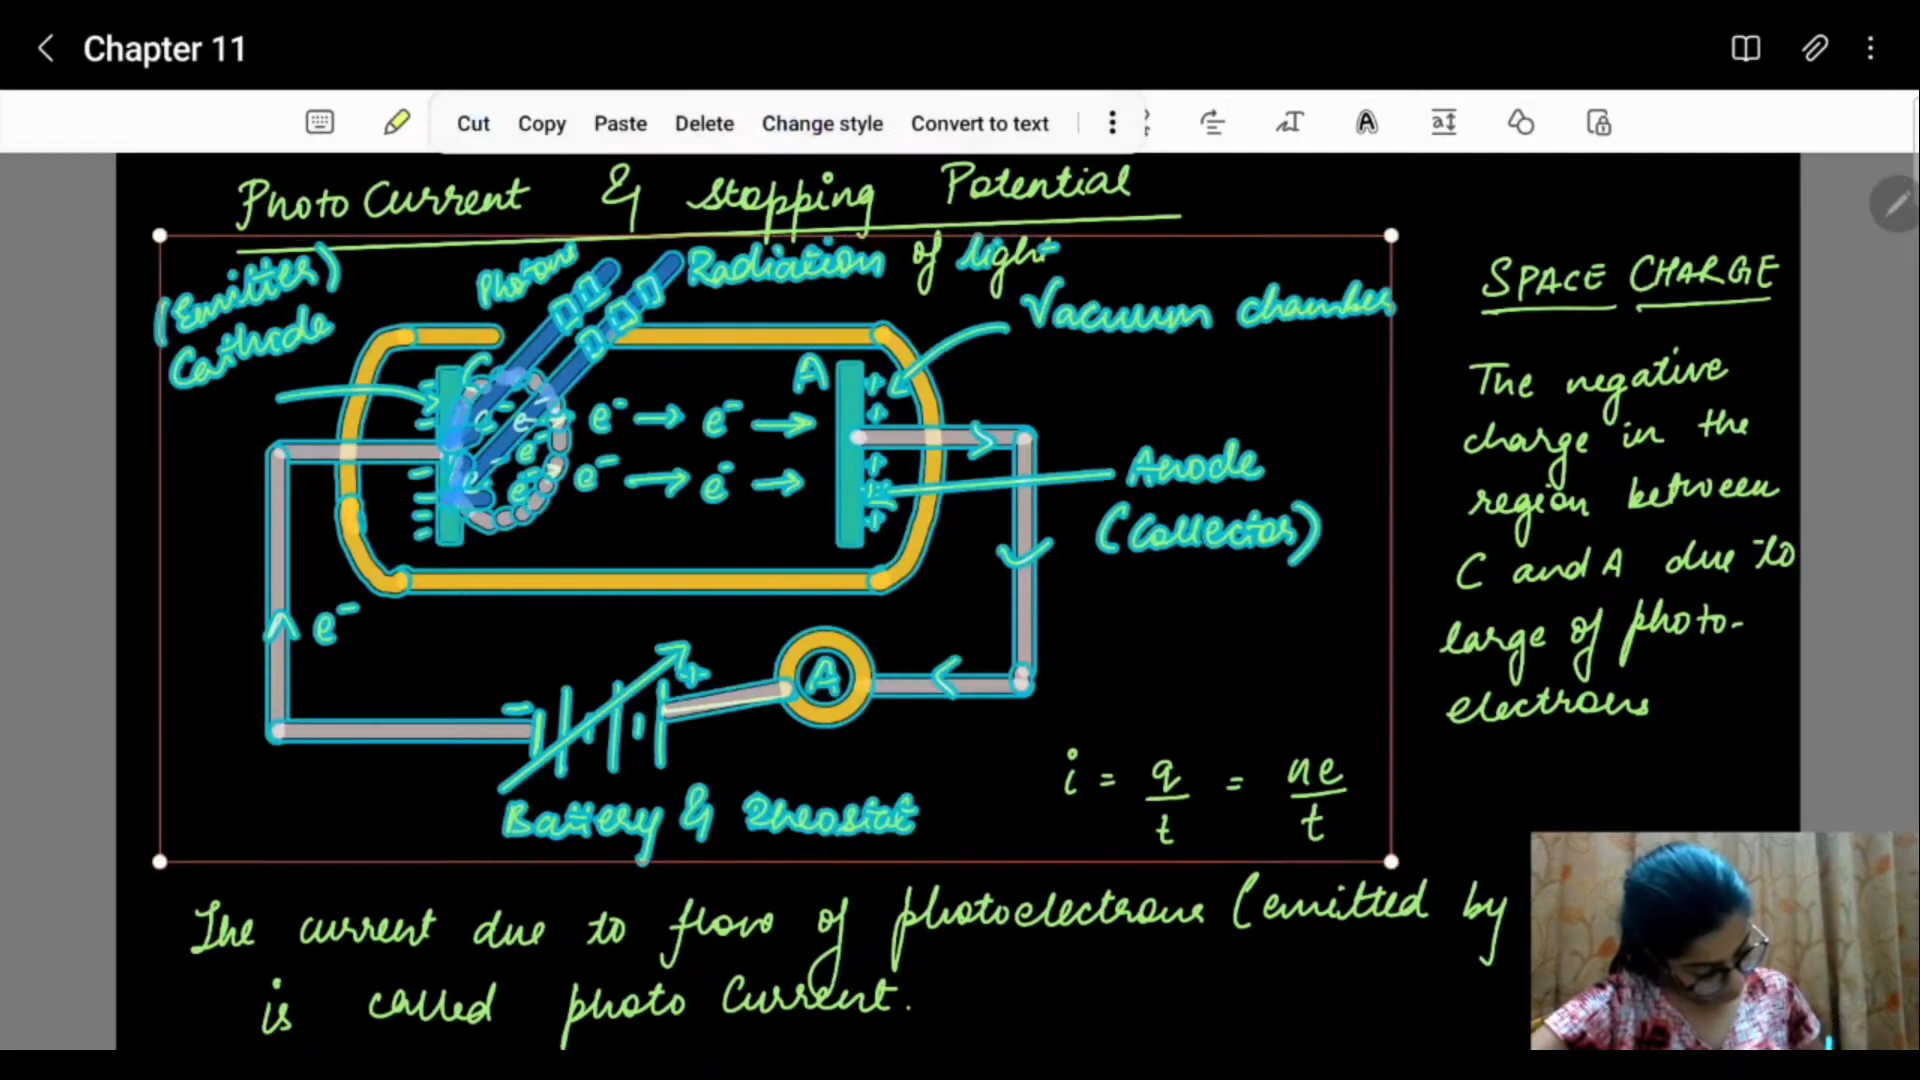 Chapter 11
Cut Copy Paste Delete Change style Convert to text
Photo Current & Stopping Potential
(Emitter)
Cathode
Photons
Radiation of light
Vacuum chamber
C
A
e⁻ e⁻ → e⁻ →
e⁻
e⁻ e⁻ e⁻ → e⁻ →
Anode
(Collector)
e⁻
- +
A
Battery & Rheostat
i = q/t = ne/t
SPACE CHARGE
The negative
charge in the
region between
C and A due to
large of photo-
electrons
The current due to flow of photoelectrons (emitted by
is called photo Current.